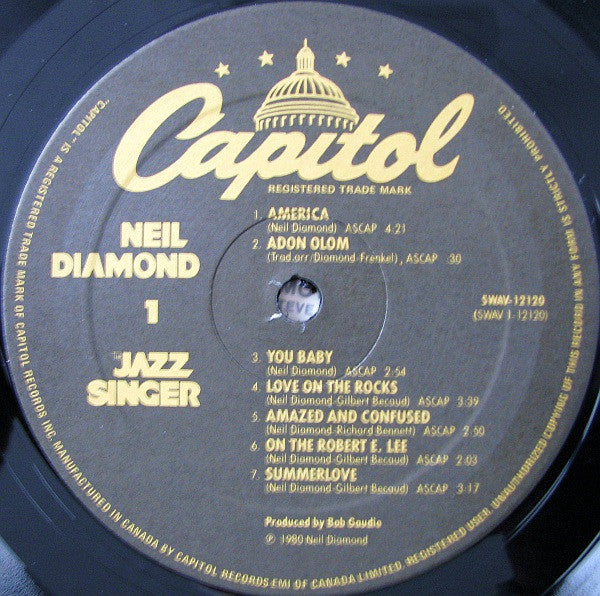 Capitol
REGISTERED TRADE MARK
NEIL
DIAMOND
1
THE
JAZZ
SINGER
1. AMERICA
(Neil Diamond) ASCAP 4:21
2. ADON OLOM
(Trad.arr/Diamond-Frenkel), ASCAP 30
SWAV-12120
(SWAV 1-12120)
3. YOU BABY
(Neil Diamond) ASCAP 2:54
4. LOVE ON THE ROCKS
(Neil Diamond-Gilbert Becaud) ASCAP 3:39
5. AMAZED AND CONFUSED
(Neil Diamond-Richard Bennett) ASCAP 2:50
6. ON THE ROBERT E. LEE
(Neil Diamond-Gilbert Becaud) ASCAP 2:03
7. SUMMERLOVE
(Neil Diamond-Gilbert Becaud) ASCAP 3:17
Produced by Bob Gaudio
℗ 1980 Neil Diamond
"CAPITOL" IS A REGISTERED TRADE MARK OF CAPITOL RECORDS INC. MANUFACTURED IN CANADA BY CAPITOL RECORDS-EMI OF CANADA LIMITED. REGISTERED USER. UNAUTHORIZED COPYING OF THIS RECORD IN ANY FORM IS STRICTLY PROHIBITED.